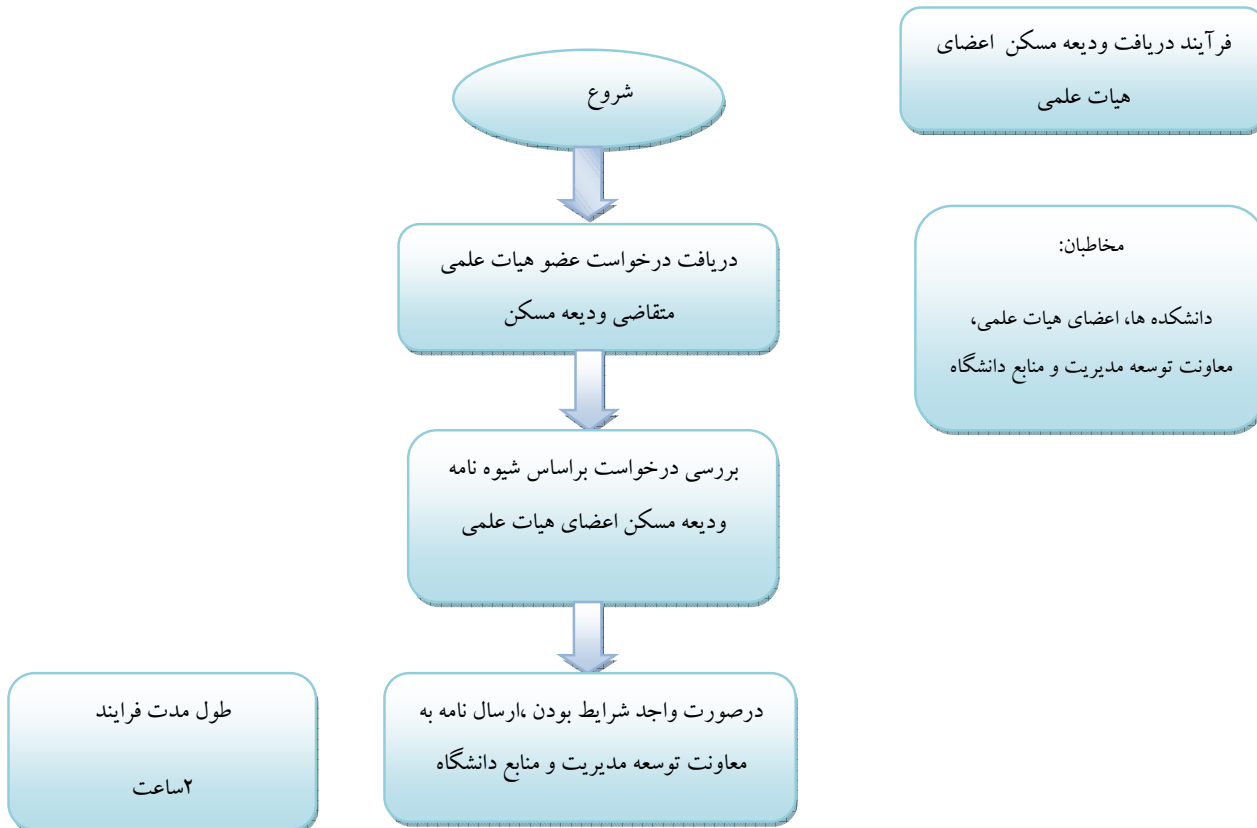 فرآیند دریافت ودیعه مسکن اعضای
هیات علمی
شروع
مخاطبان:
دانشکده ها، اعضای هیات علمی،
معاونت توسعه مدیریت و منابع دانشگاه
دریافت درخواست عضو هیات علمی
متقاضی ودیعه مسکن
بررسی درخواست براساس شیوه نامه
ودیعه مسکن اعضای هیات علمی
درصورت واجد شرایط بودن ،ارسال نامه به
معاونت توسعه مدیریت و منابع دانشگاه
طول مدت فرایند
۲ساعت